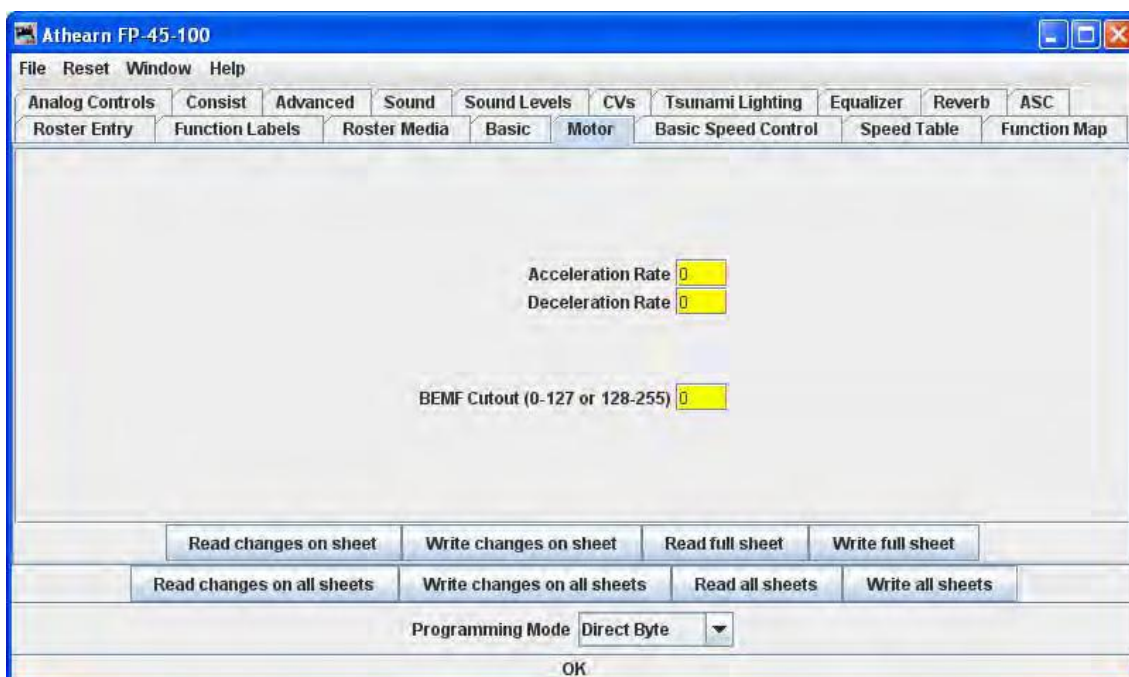 Athearn FP-45-100
File Reset Window Help
Analog Controls Consist Advanced Sound Sound Levels CVs Tsunami Lighting Equalizer Reverb ASC
Roster Entry Function Labels Roster Media Basic Motor Basic Speed Control Speed Table Function Map
Acceleration Rate 0
Deceleration Rate 0
BEMF Cutout (0-127 or 128-255) 0
Read changes on sheet Write changes on sheet Read full sheet Write full sheet
Read changes on all sheets Write changes on all sheets Read all sheets Write all sheets
Programming Mode Direct Byte
OK